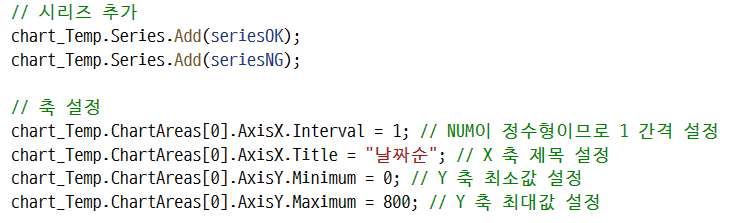 // 시리즈 추가
chart_Temp.Series.Add(seriesOK);
chart_Temp.Series.Add(seriesNG);
// 축 설정
chart_Temp.ChartAreas[0].AxisX.Interval = 1; // NUM이 정수형이므로 1 간격 설정
chart_Temp.ChartAreas[0].AxisX.Title = "날짜순"; // X 축 제목 설정
chart_Temp.ChartAreas[0].AxisY.Minimum = 0; // Y 축 최소값 설정
chart_Temp.ChartAreas[0].AxisY.Maximum = 800; // Y 축 최대값 설정